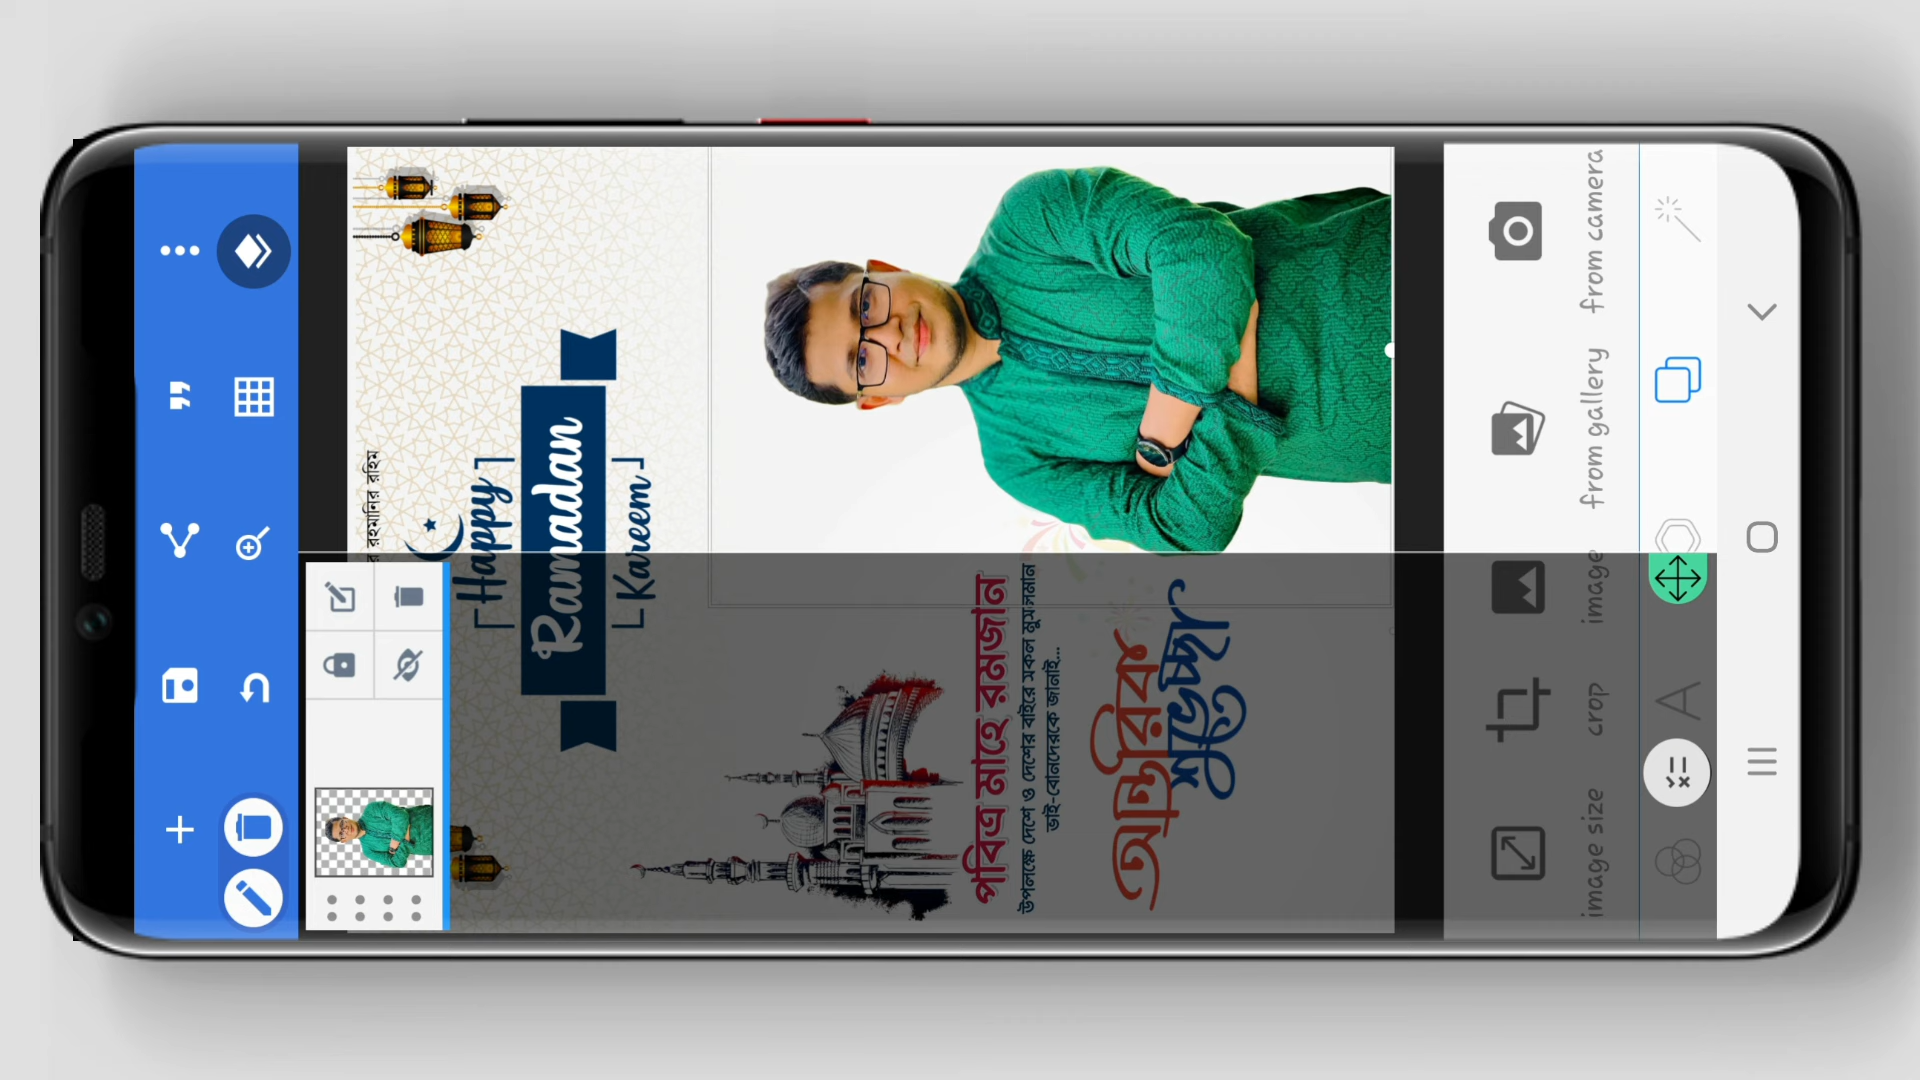 র রহমানির রহিম
Happy
Ramadan
Kareem
পবিত্র মাহে রমজান
উপলক্ষে দেশে ও দেশের বাইরে সকল মুসলমান
ভাই-বোনদেরকে জানাই...
আন্তরিক
শুভেচ্ছা
image size
crop
image
from gallery
from camera
A